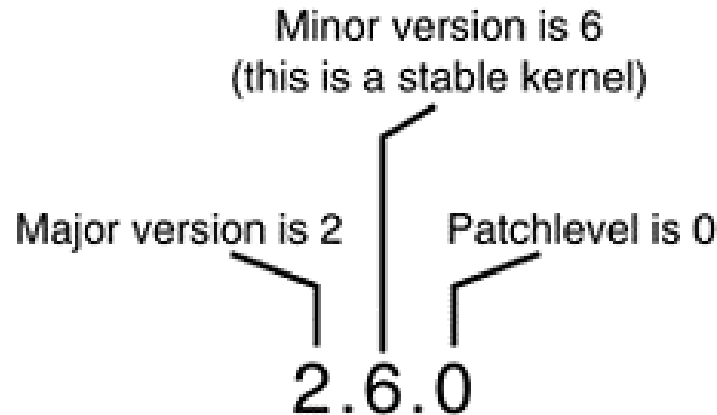 Minor version is 6
(this is a stable kernel)
Major version is 2
Patchlevel is 0
2.6.0